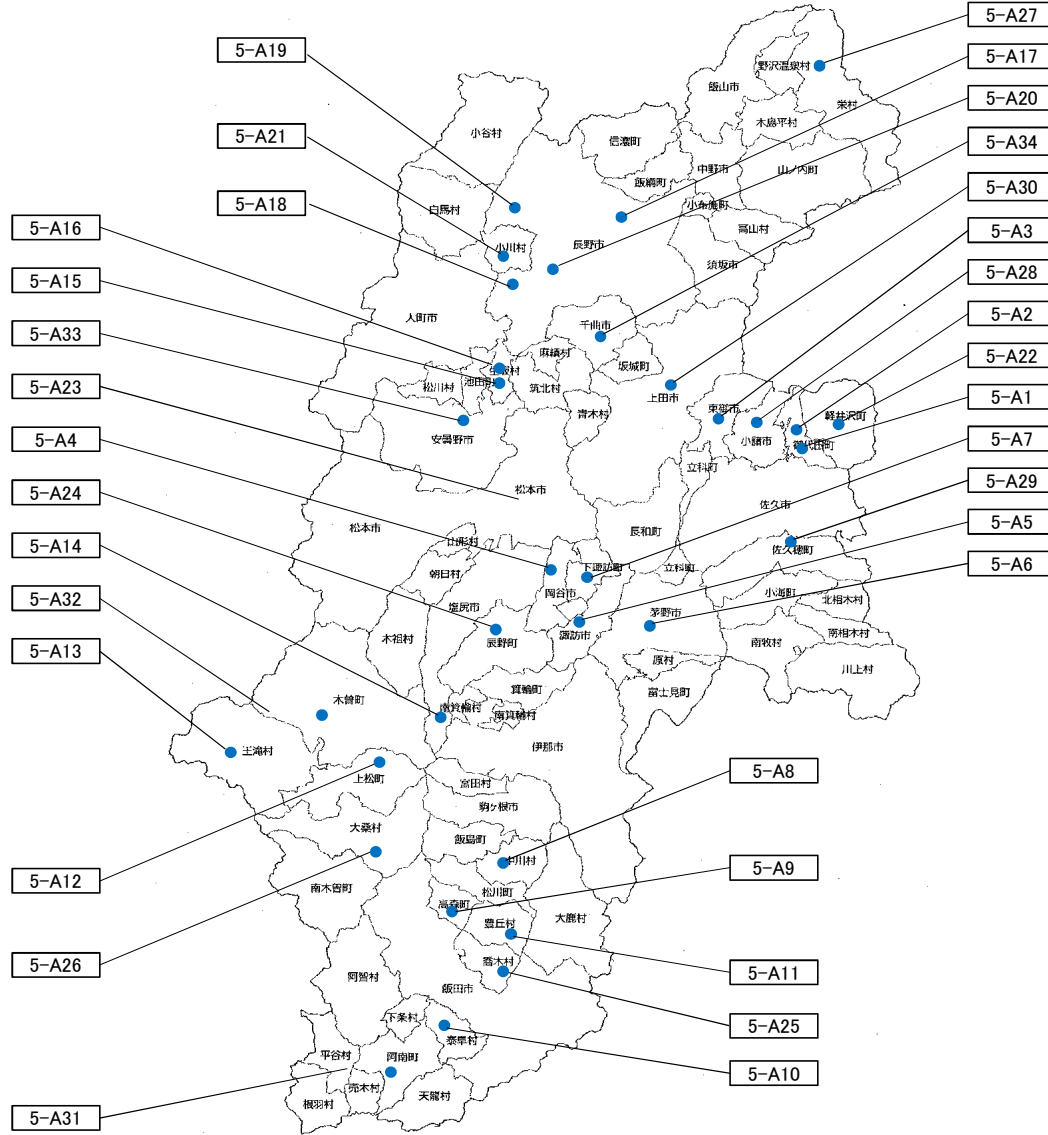 5-A27
5-A19
5-A17
野沢温泉村
飯山市
5-A20
栄村
木島平村
小谷村
5-A21
信濃町
5-A34
中野市
山ノ内町
飯綱町
5-A30
5-A18
白馬村
小布施町
5-A16
高山村
5-A3
小川村
長野市
須坂市
5-A15
5-A28
大町市
千曲市
5-A2
5-A33
麻績村
坂城町
生坂村
5-A22
池田町
松川村
筑北村
5-A23
上田市
5-A1
東御市
軽井沢町
青木村
5-A4
安曇野市
小諸市
御代田町
5-A7
立科町
5-A24
松本市
5-A29
佐久市
松本市
長和町
5-A5
5-A14
山形村
佐久穂町
5-A6
朝日村
下諏訪町
立科町
岡谷市
小海町
5-A32
塩尻市
北相木村
茅野市
5-A13
木祖村
辰野町
諏訪市
南相木村
南牧村
原村
川上村
箕輪町
富士見町
木曽町
南箕輪村
南箕輪村
王滝村
伊那市
5-A8
上松町
宮田村
駒ヶ根市
大桑村
飯島町
中川村
5-A9
5-A12
南木曽町
松川町
高森町
大鹿村
豊丘村
5-A26
喬木村
5-A11
阿智村
飯田市
下条村
5-A25
泰阜村
平谷村
阿南町
5-A10
売木村
天龍村
根羽村
5-A31